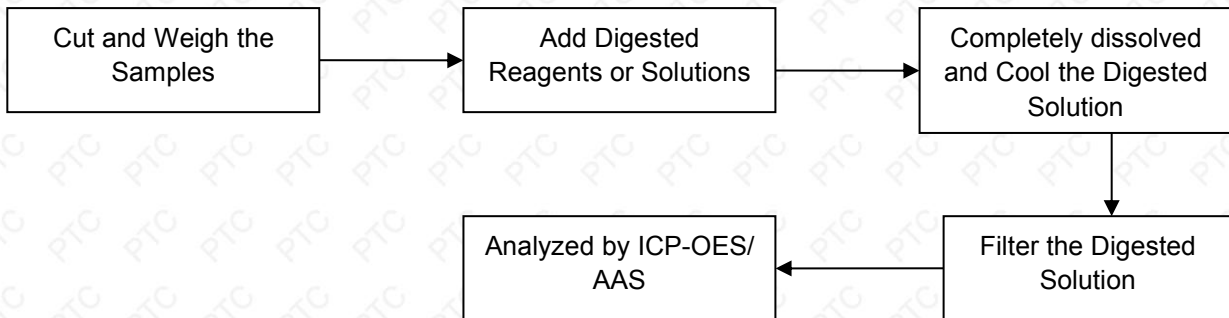 Cut and Weigh the
Samples
Add Digested
Reagents or Solutions
Completely dissolved
and Cool the Digested
Solution
Filter the Digested
Solution
Analyzed by ICP-OES/
AAS